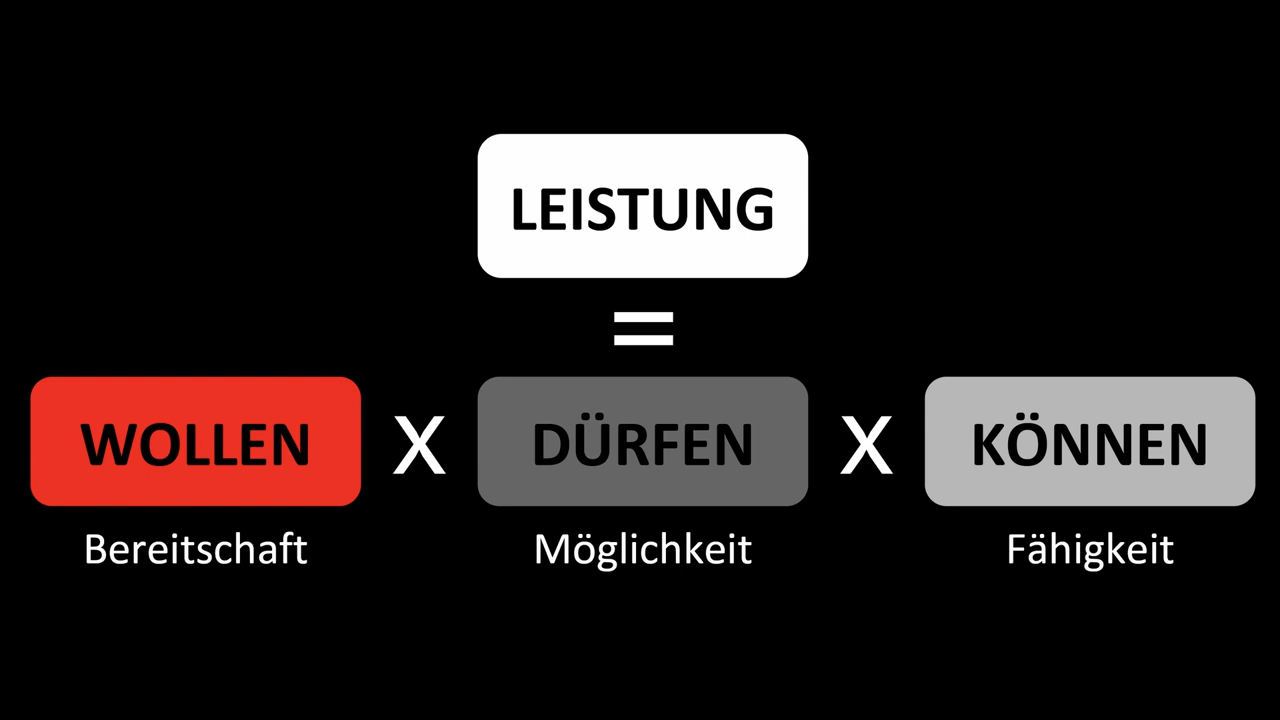 LEISTUNG
=
WOLLEN X DÜRFEN X KÖNNEN
Bereitschaft Möglichkeit Fähigkeit